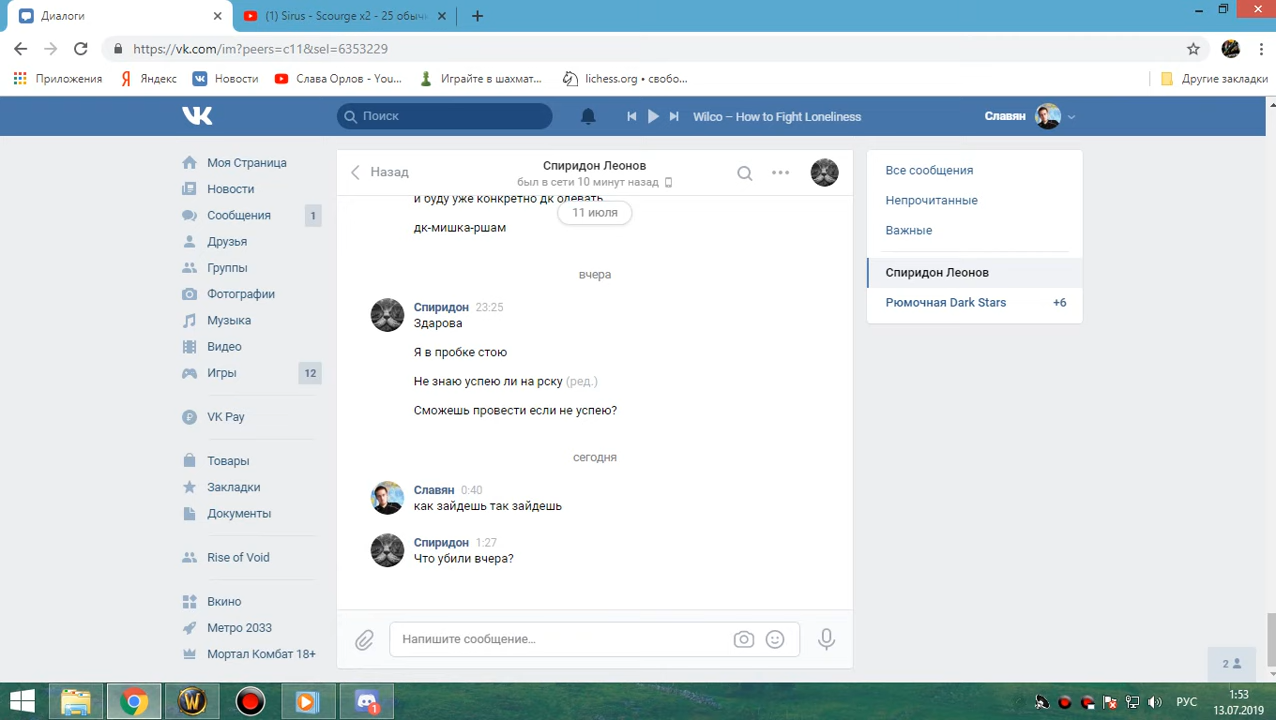 Диалоги
(1) Sirus - Scourge x2 - 25 обыч
https://vk.com/im?peers=c11&sel=6353229
Приложения
Яндекс
Новости
Слава Орлов - You...
Играйте в шахмат...
lichess.org • свобо...
Другие закладки
Поиск
Wilco – How to Fight Loneliness
Славян
Моя Страница
Новости
Сообщения 1
Друзья
Группы
Фотографии
Музыка
Видео
Игры 12
VK Pay
Товары
Закладки
Документы
Rise of Void
Вкино
Метро 2033
Мортал Комбат 18+
Назад
Спиридон Леонов
был в сети 10 минут назад
и буду уже конкретно дк одевать
11 июля
дк-мишка-ршам
вчера
Спиридон 23:25
Здарова
Я в пробке стою
Не знаю успею ли на рску (ред.)
Сможешь провести если не успею?
сегодня
Славян 0:40
как зайдешь так зайдешь
Спиридон 1:27
Что убили вчера?
Напишите сообщение...
Все сообщения
Непрочитанные
Важные
Спиридон Леонов
Рюмочная Dark Stars +6
2
1
РУС
1:53
13.07.2019